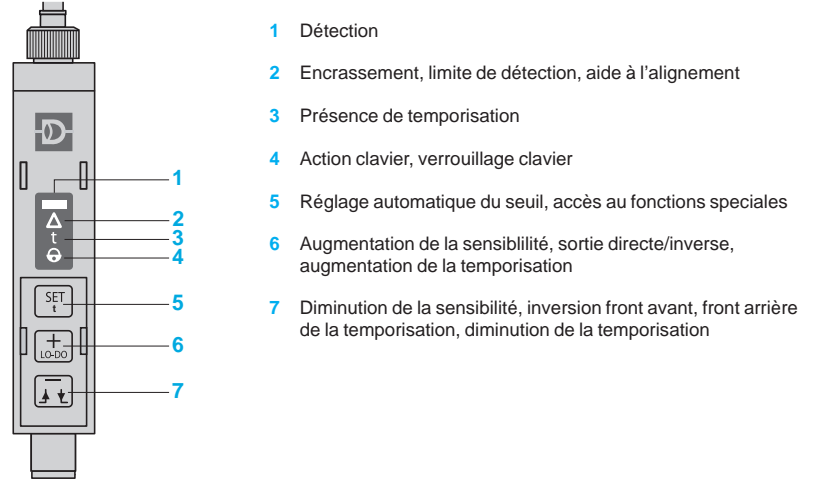 1 Détection
2 Encrassement, limite de détection, aide à l'alignement
3 Présence de temporisation
4 Action clavier, verrouillage clavier
5 Réglage automatique du seuil, accès au fonctions speciales
6 Augmentation de la sensiblilité, sortie directe/inverse,
augmentation de la temporisation
7 Diminution de la sensibilité, inversion front avant, front arrière
de la temporisation, diminution de la temporisation
D
1
2
t
3
4
SET
t
5
+
LO-DO
6
7